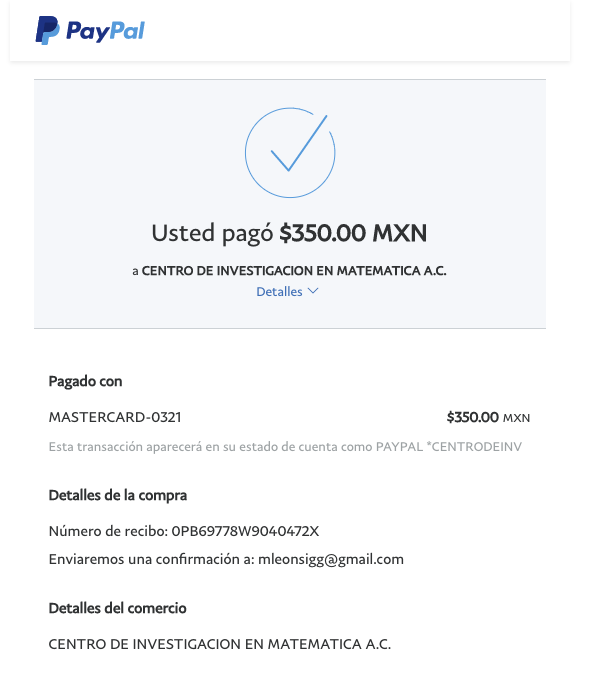 PayPal
Usted pagó $350.00 MXN
a CENTRO DE INVESTIGACION EN MATEMATICA A.C.
Detalles
Pagado con
MASTERCARD-0321 $350.00 MXN
Esta transacción aparecerá en su estado de cuenta como PAYPAL *CENTRODEINV
Detalles de la compra
Número de recibo: 0PB69778W9040472X
Enviaremos una confirmación a: mleonsigg@gmail.com
Detalles del comercio
CENTRO DE INVESTIGACION EN MATEMATICA A.C.